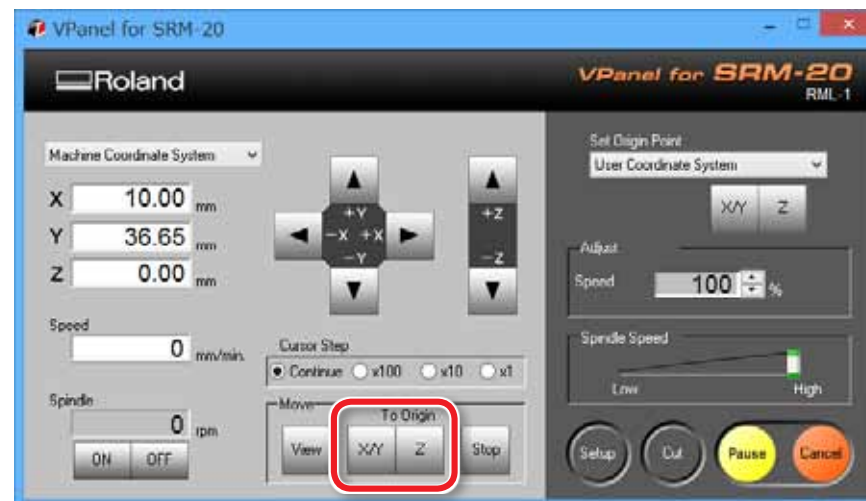 VPanel for SRM-20
Roland
VPanel for SRM-20
RML-1
Machine Coordinate System
X 10.00 mm
Y 36.65 mm
Z 0.00 mm
Speed
0 mm/min.
Spindle
0 rpm
ON OFF
+Y
-X +X
-Y
+Z
-Z
Cursor Step
Continue x100 x10 x1
Move
To Origin
View X/Y Z Stop
Set Origin Point
User Coordinate System
X/Y Z
Adjust
Speed 100 %
Spindle Speed
Low High
Setup Cut Pause Cancel